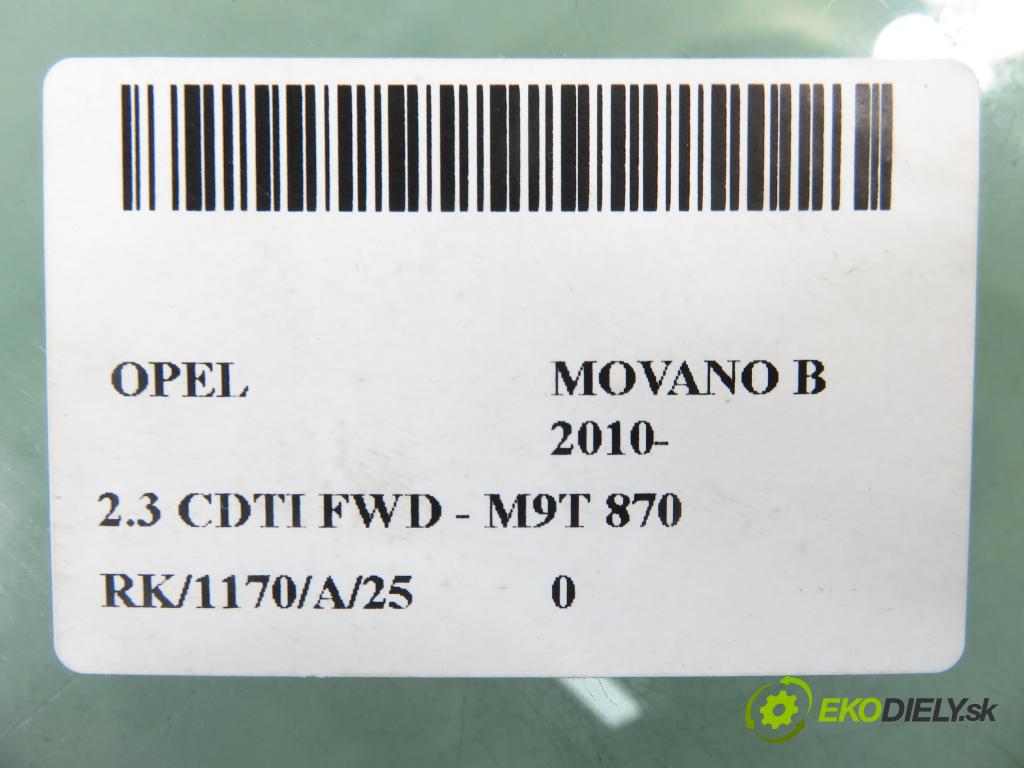 OPEL MOVANO B
2010-
2.3 CDTI FWD - M9T 870
RK/1170/A/25 0
EKODIELY.sk